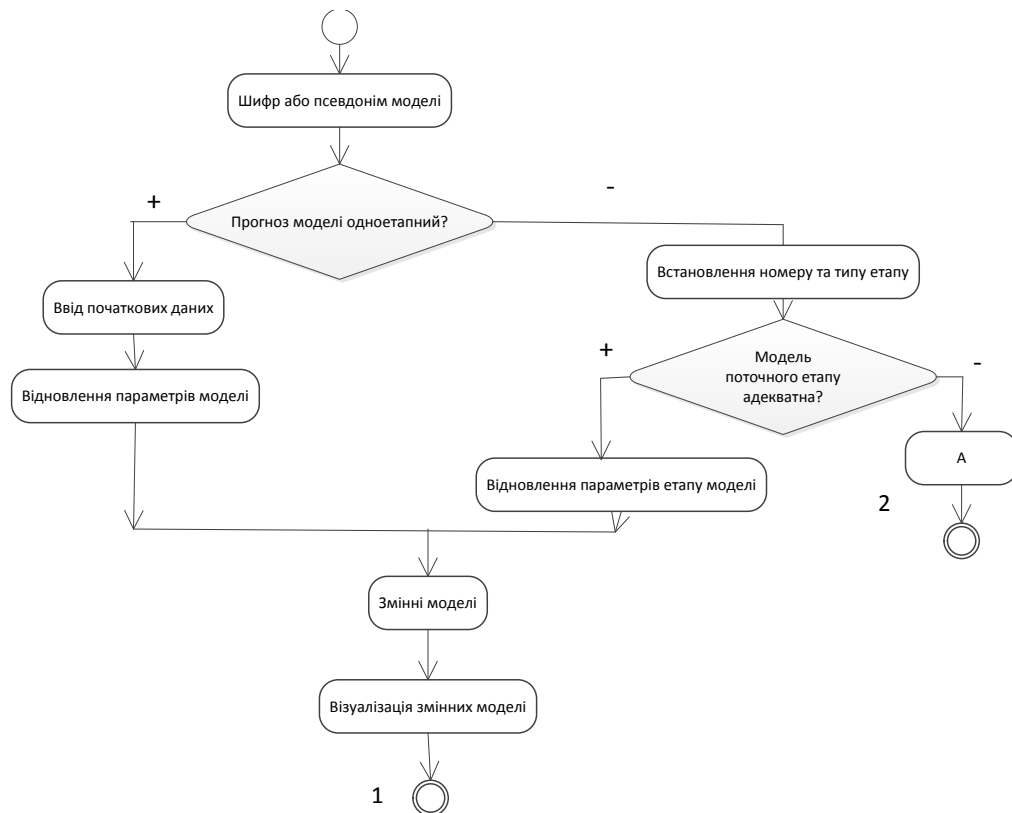 Шифр або псевдонім моделі
+
-
Прогноз моделі одноетапний?
Встановлення номеру та типу етапу
Ввід початкових даних
+
-
Модель
поточного етапу
адекватна?
Відновлення параметрів моделі
А
Відновлення параметрів етапу моделі
2
Змінні моделі
Візуалізація змінних моделі
1